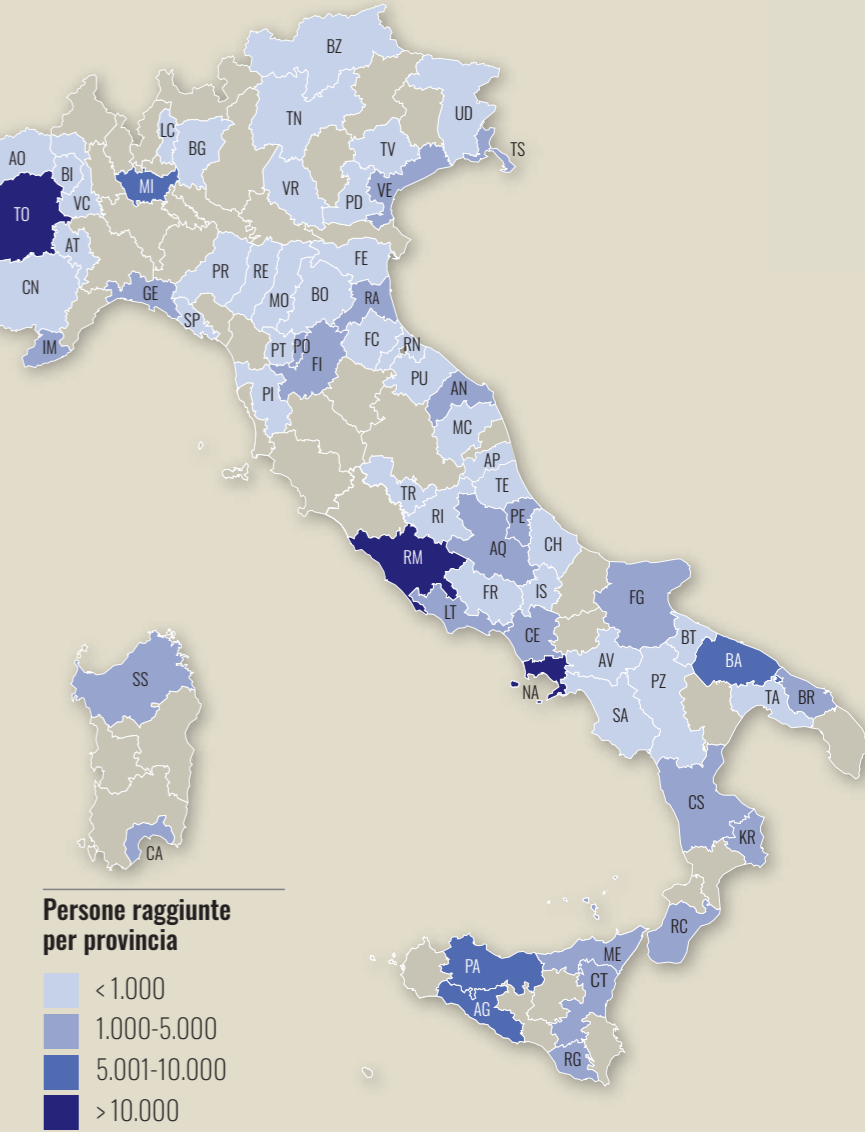 BZ
UD
TN
LC
BG
TV
TS
AO
BI
MI
VR
PD
VE
VC
TO
AT
CN
PR
RE
FE
MO
BO
RA
GE
SP
IM
PT
PO
FC
RN
FI
PU
PI
AN
MC
AP
TE
TR
RI
PE
AQ
CH
RM
FR
IS
FG
LT
CE
BT
AV
BA
PZ
NA
TA
BR
SA
SS
CS
KR
CA
RC
ME
PA
CT
AG
RG
Persone raggiunte
per provincia
< 1.000
1.000-5.000
5.001-10.000
> 10.000